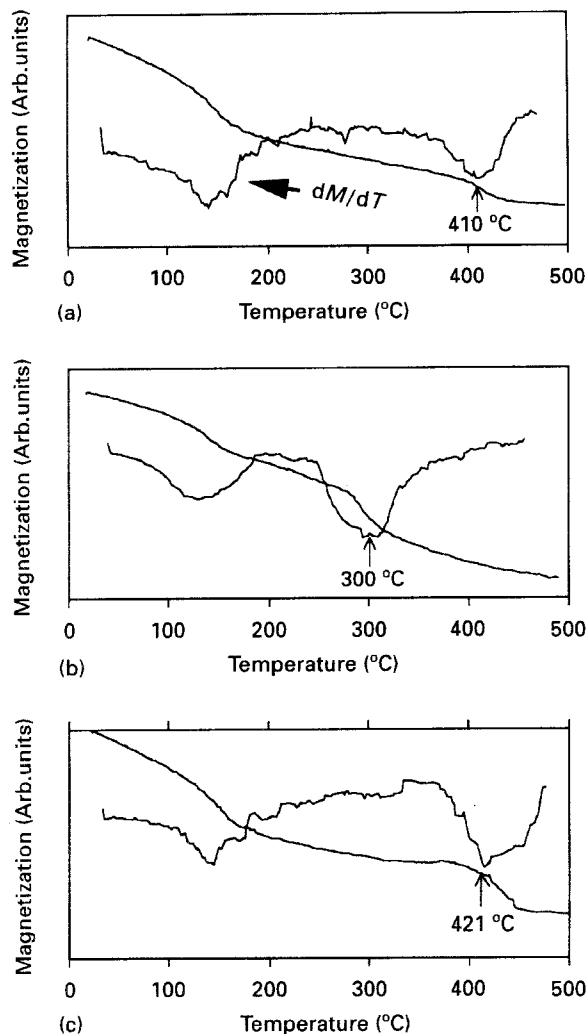 Magnetization (Arb.units)
dM/dT
410 °C
0 100 200 300 400 500
(a) Temperature (°C)
Magnetization (Arb.units)
300 °C
0 100 200 300 400 500
(b) Temperature (°C)
Magnetization (Arb.units)
421 °C
0 100 200 300 400 500
(c) Temperature (°C)